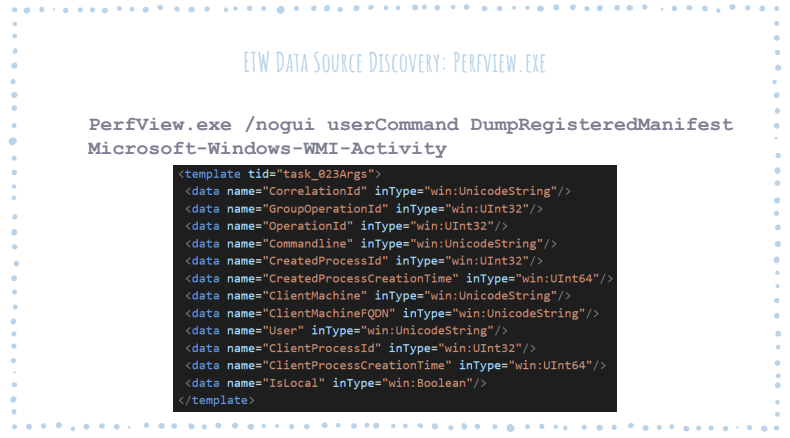 ETW DATA SOURCE DISCOVERY: PERFVIEW.EXE
PerfView.exe /nogui userCommand DumpRegisteredManifest
Microsoft-Windows-WMI-Activity
<template tid="task_023Args">
<data name="CorrelationId" inType="win:UnicodeString"/>
<data name="GroupOperationId" inType="win:UInt32"/>
<data name="OperationId" inType="win:UInt32"/>
<data name="Commandline" inType="win:UnicodeString"/>
<data name="CreatedProcessId" inType="win:UInt32"/>
<data name="CreatedProcessCreationTime" inType="win:UInt64"/>
<data name="ClientMachine" inType="win:UnicodeString"/>
<data name="ClientMachineFQDN" inType="win:UnicodeString"/>
<data name="User" inType="win:UnicodeString"/>
<data name="ClientProcessId" inType="win:UInt32"/>
<data name="ClientProcessCreationTime" inType="win:UInt64"/>
<data name="IsLocal" inType="win:Boolean"/>
</template>